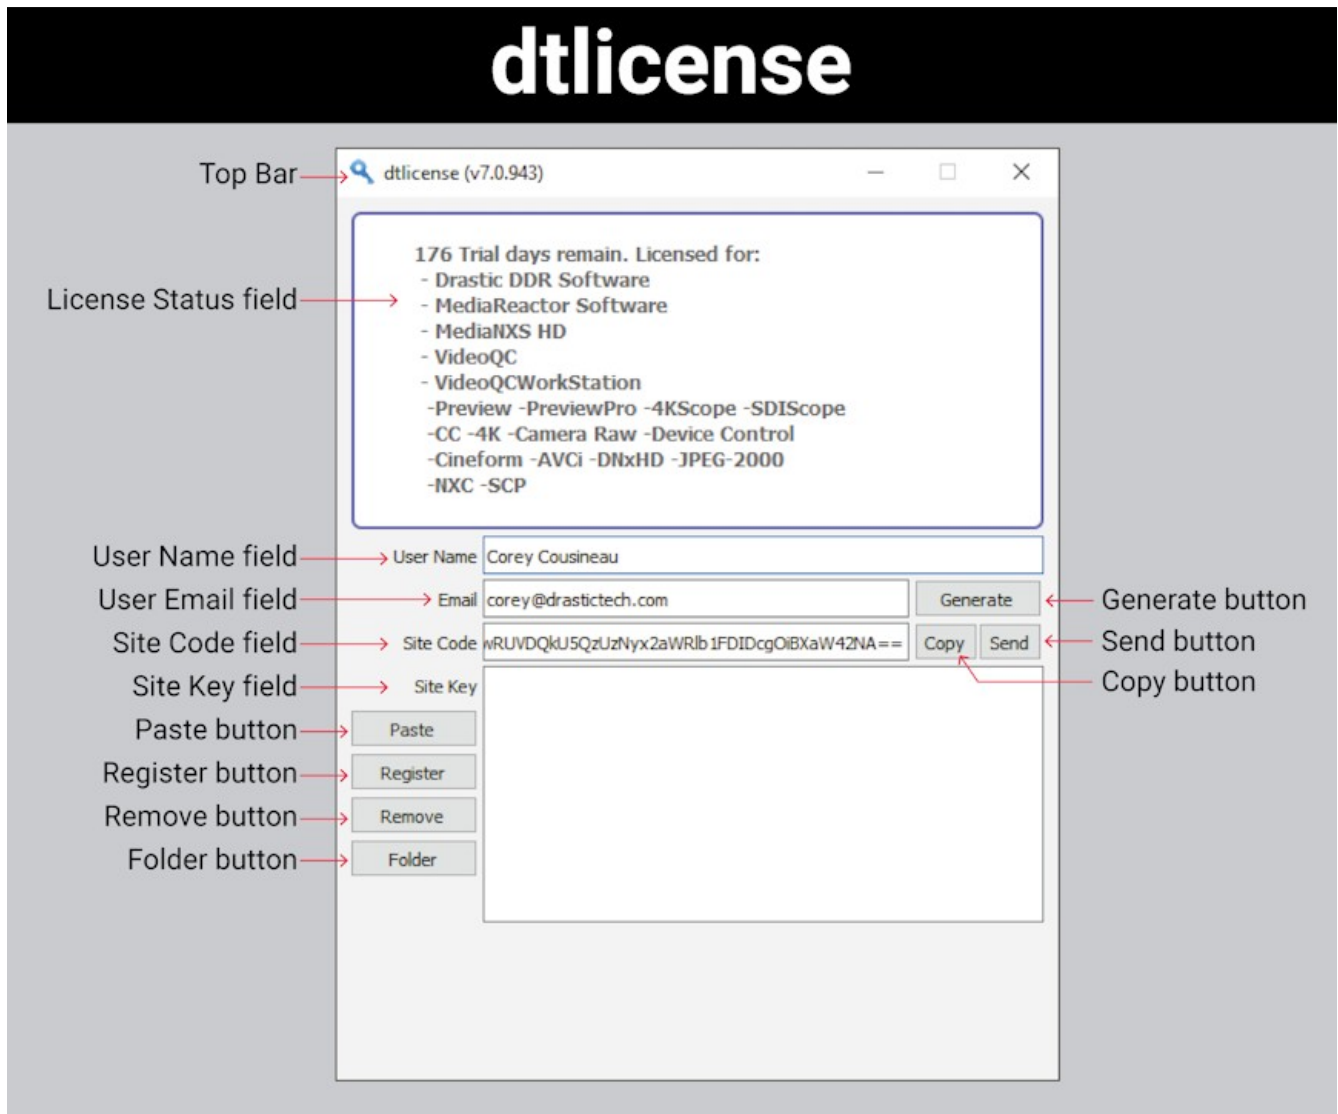 dtlicense
Top Bar
dtlicense (v7.0.943)
License Status field
176 Trial days remain. Licensed for:
- Drastic DDR Software
- MediaReactor Software
- MediaNXS HD
- VideoQC
- VideoQCWorkStation
-Preview -PreviewPro -4KScope -SDIScope
-CC -4K -Camera Raw -Device Control
-Cineform -AVCi -DNxHD -JPEG-2000
-NXC -SCP
User Name field
User Name
Corey Cousineau
User Email field
Email
corey@drastictech.com
Generate
Generate button
Site Code field
Site Code
wRUVDQkU5QzUzNyx2aWRlb1FDIDcgOiBXaW42NA==
Copy
Send
Send button
Site Key field
Site Key
Copy button
Paste button
Paste
Register button
Register
Remove button
Remove
Folder button
Folder